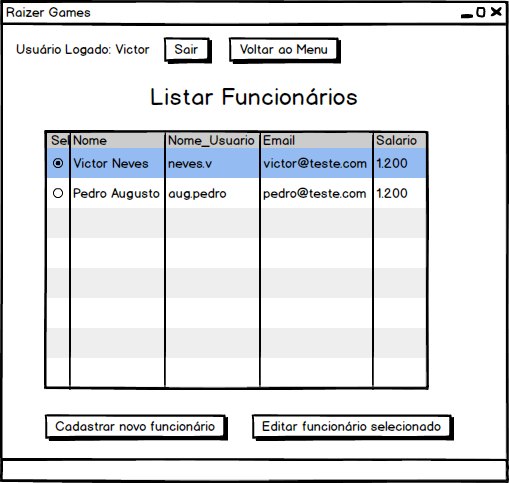 Raizer Games
Usuário Logado: Victor Sair Voltar ao Menu
Listar Funcionários
Sel Nome Nome_Usuario Email Salario
Victor Neves neves.v victor@teste.com 1.200
Pedro Augusto aug.pedro pedro@teste.com 1.200
Cadastrar novo funcionário Editar funcionário selecionado